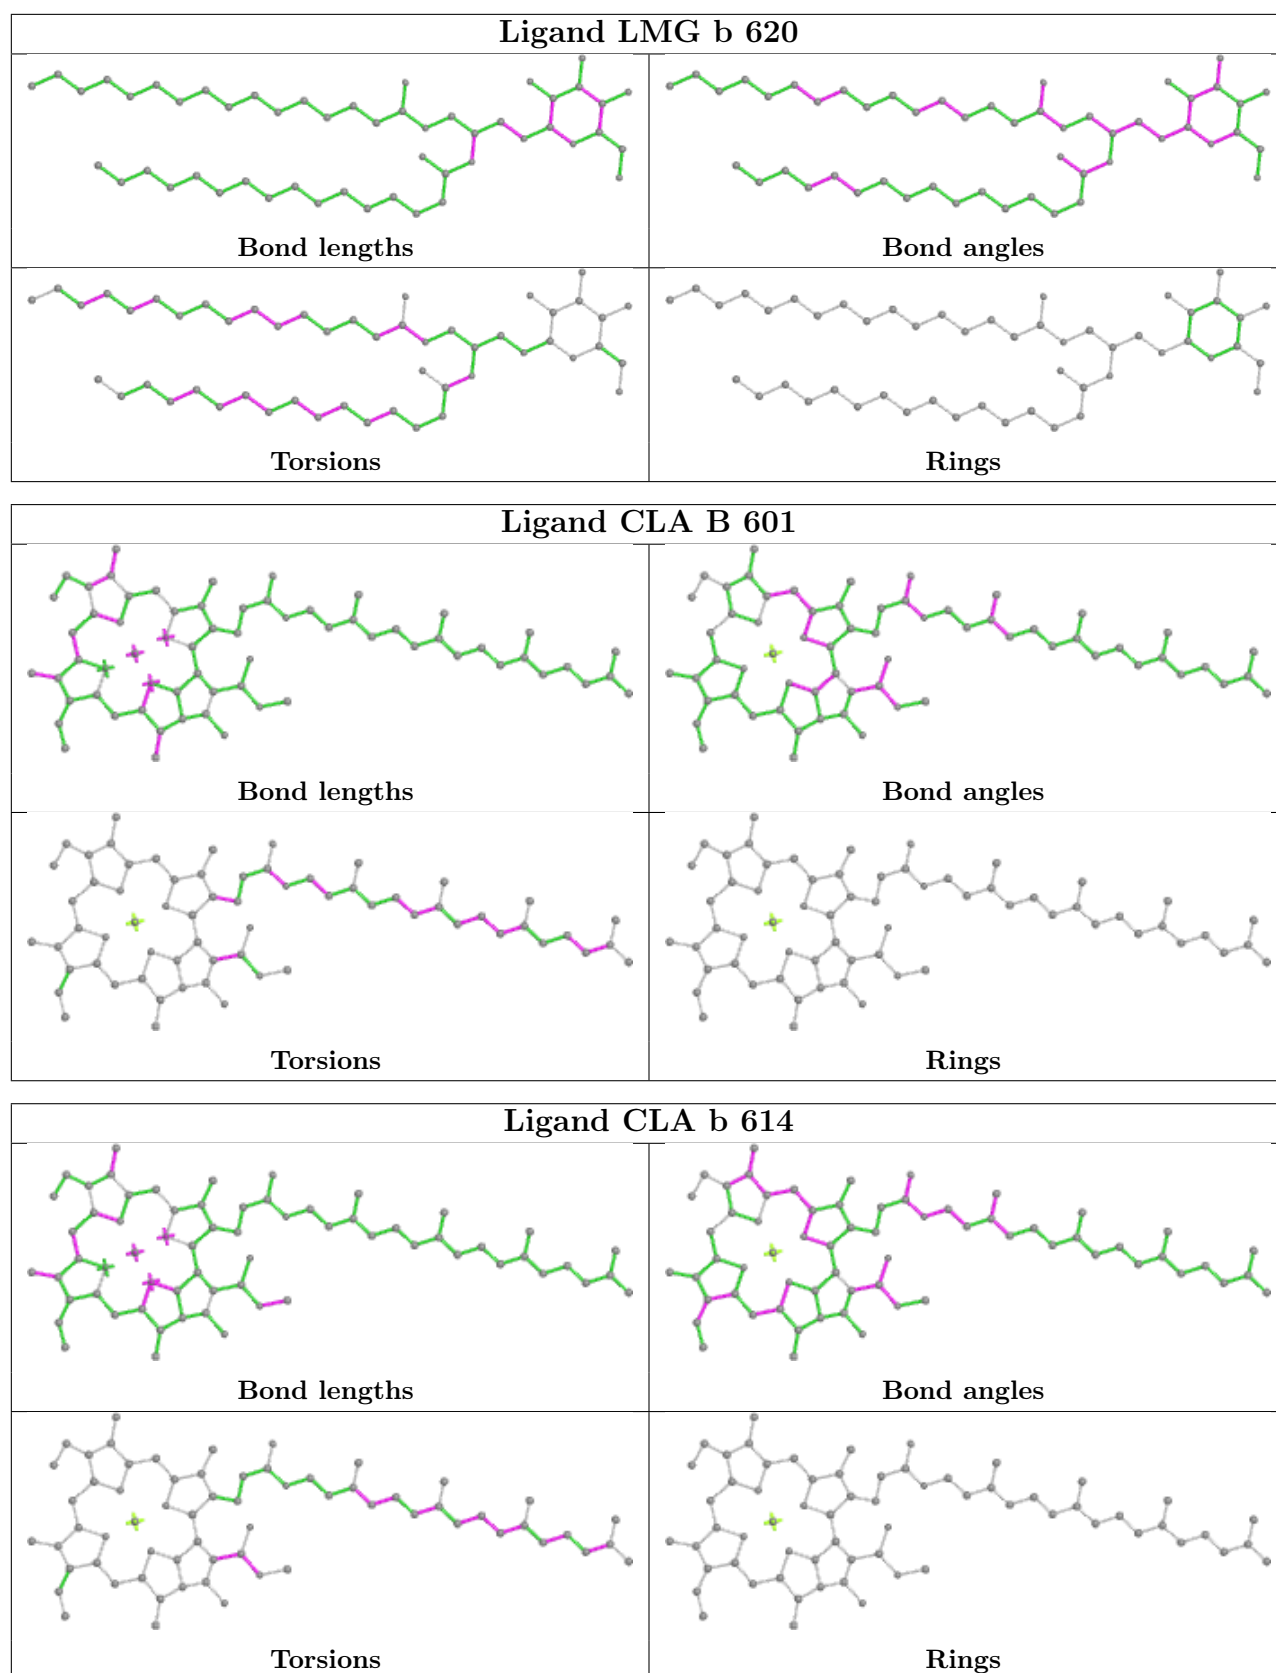 Ligand LMG b 620
Bond lengths
Bond angles
Torsions
Rings
Ligand CLA B 601
Bond lengths
Bond angles
Torsions
Rings
Ligand CLA b 614
Bond lengths
Bond angles
Torsions
Rings